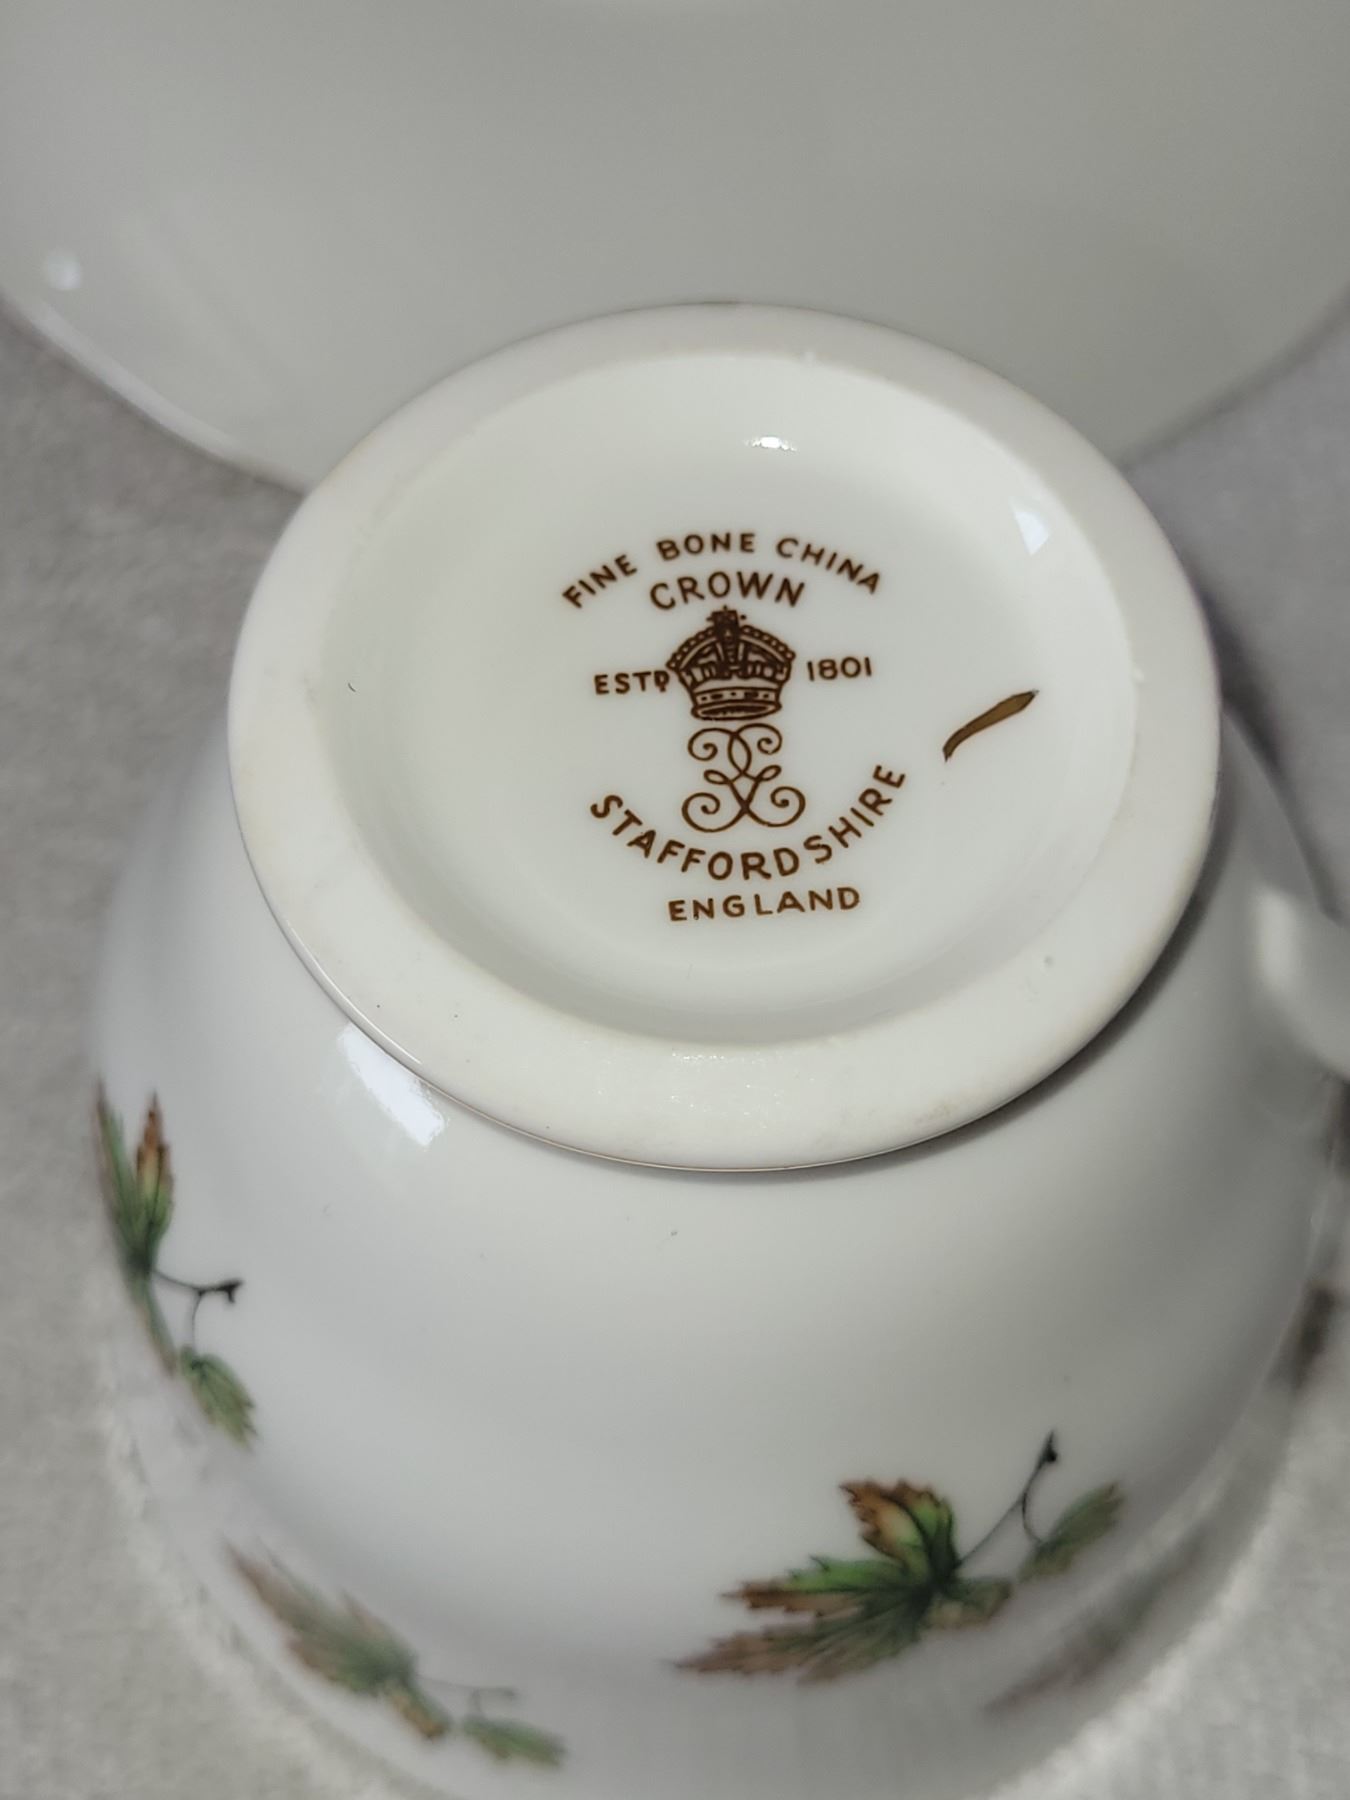 FINE BONE CHINA
CROWN
ESTD 1801
STAFFORDSHIRE
ENGLAND